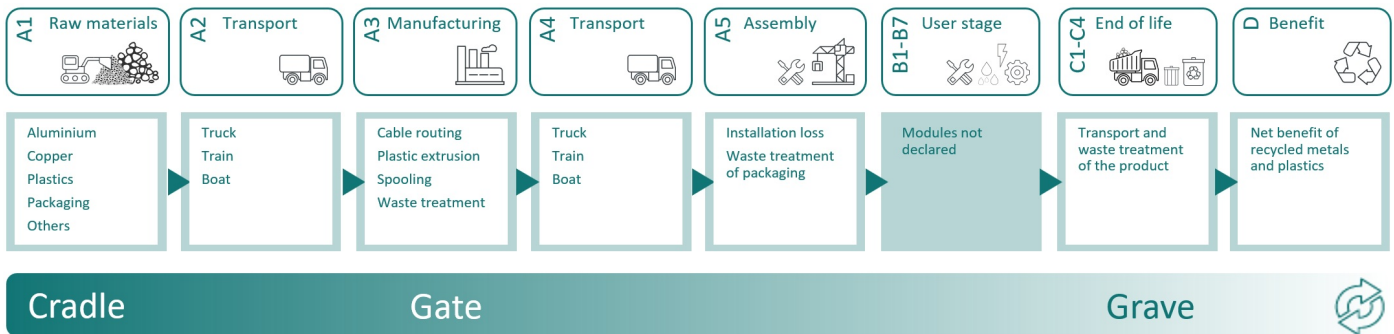 A1 Raw materials
A2 Transport
A3 Manufacturing
A4 Transport
A5 Assembly
B1-B7 User stage
C1-C4 End of life
D Benefit
Aluminium
Copper
Plastics
Packaging
Others
Truck
Train
Boat
Cable routing
Plastic extrusion
Spooling
Waste treatment
Truck
Train
Boat
Installation loss
Waste treatment
of packaging
Modules not
declared
Transport and
waste treatment
of the product
Net benefit of
recycled metals
and plastics
Cradle
Gate
Grave